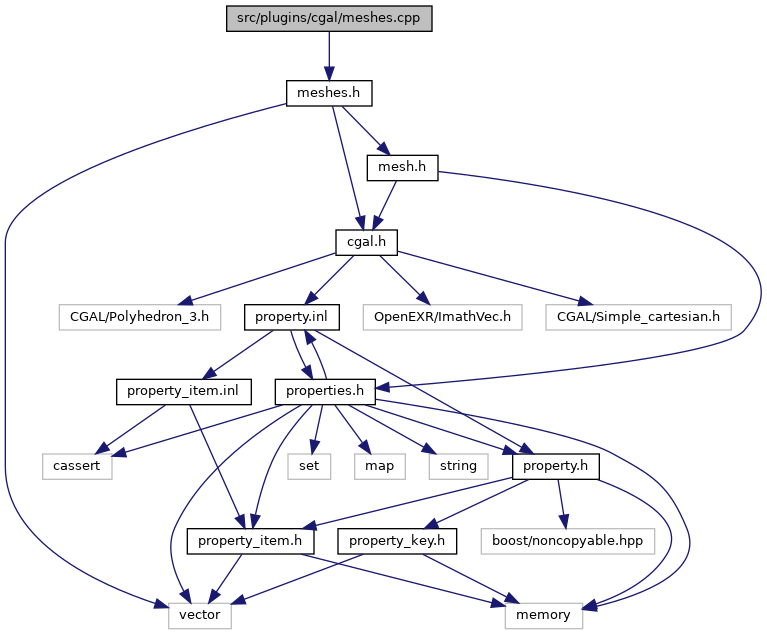 src/plugins/cgal/meshes.cpp
meshes.h
mesh.h
cgal.h
CGAL/Polyhedron_3.h
property.inl
OpenEXR/ImathVec.h
CGAL/Simple_cartesian.h
property_item.inl
properties.h
cassert
set
map
string
property.h
property_item.h
property_key.h
boost/noncopyable.hpp
vector
memory